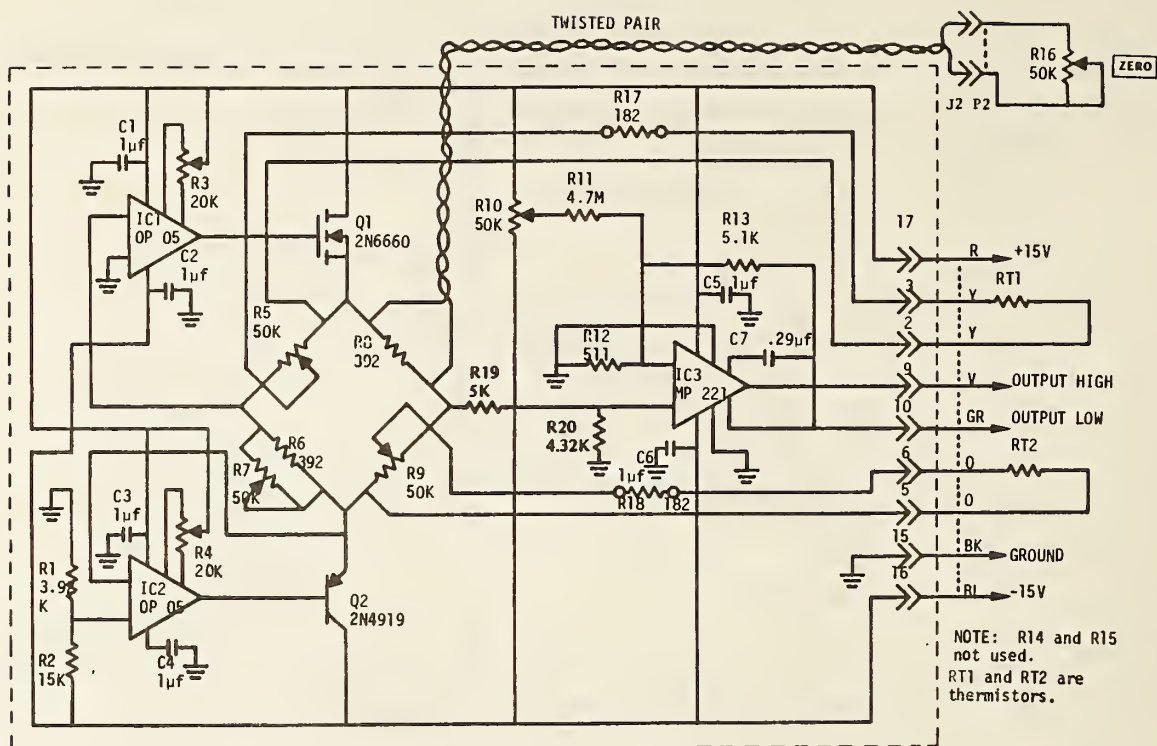 TWISTED PAIR
R16
50K
ZERO
J2 P2
R17
182
C1
1µf
R3
20K
IC1
OP 05
C2
1µf
Q1
2N6660
R10
50K
R11
4.7M
R13
5.1K
C5 1µf
17
R
+15V
RT1
3
Y
2
Y
R5
50K
R8
392
R12
511
C7
.29µf
R19
5K
IC3
MP 221
9
V
OUTPUT HIGH
10
GR
OUTPUT LOW
R20
4.32K
R6
392
R7
50K
R9
50K
C6
1µf
R18
182
6
O
RT2
5
O
C3
1µf
R4
20K
R1
3.9
K
IC2
OP 05
Q2
2N4919
15
BK
GROUND
16
-15V
R2
15K
C4
1µf
NOTE: R14 and R15
not used.
RT1 and RT2 are
thermistors.